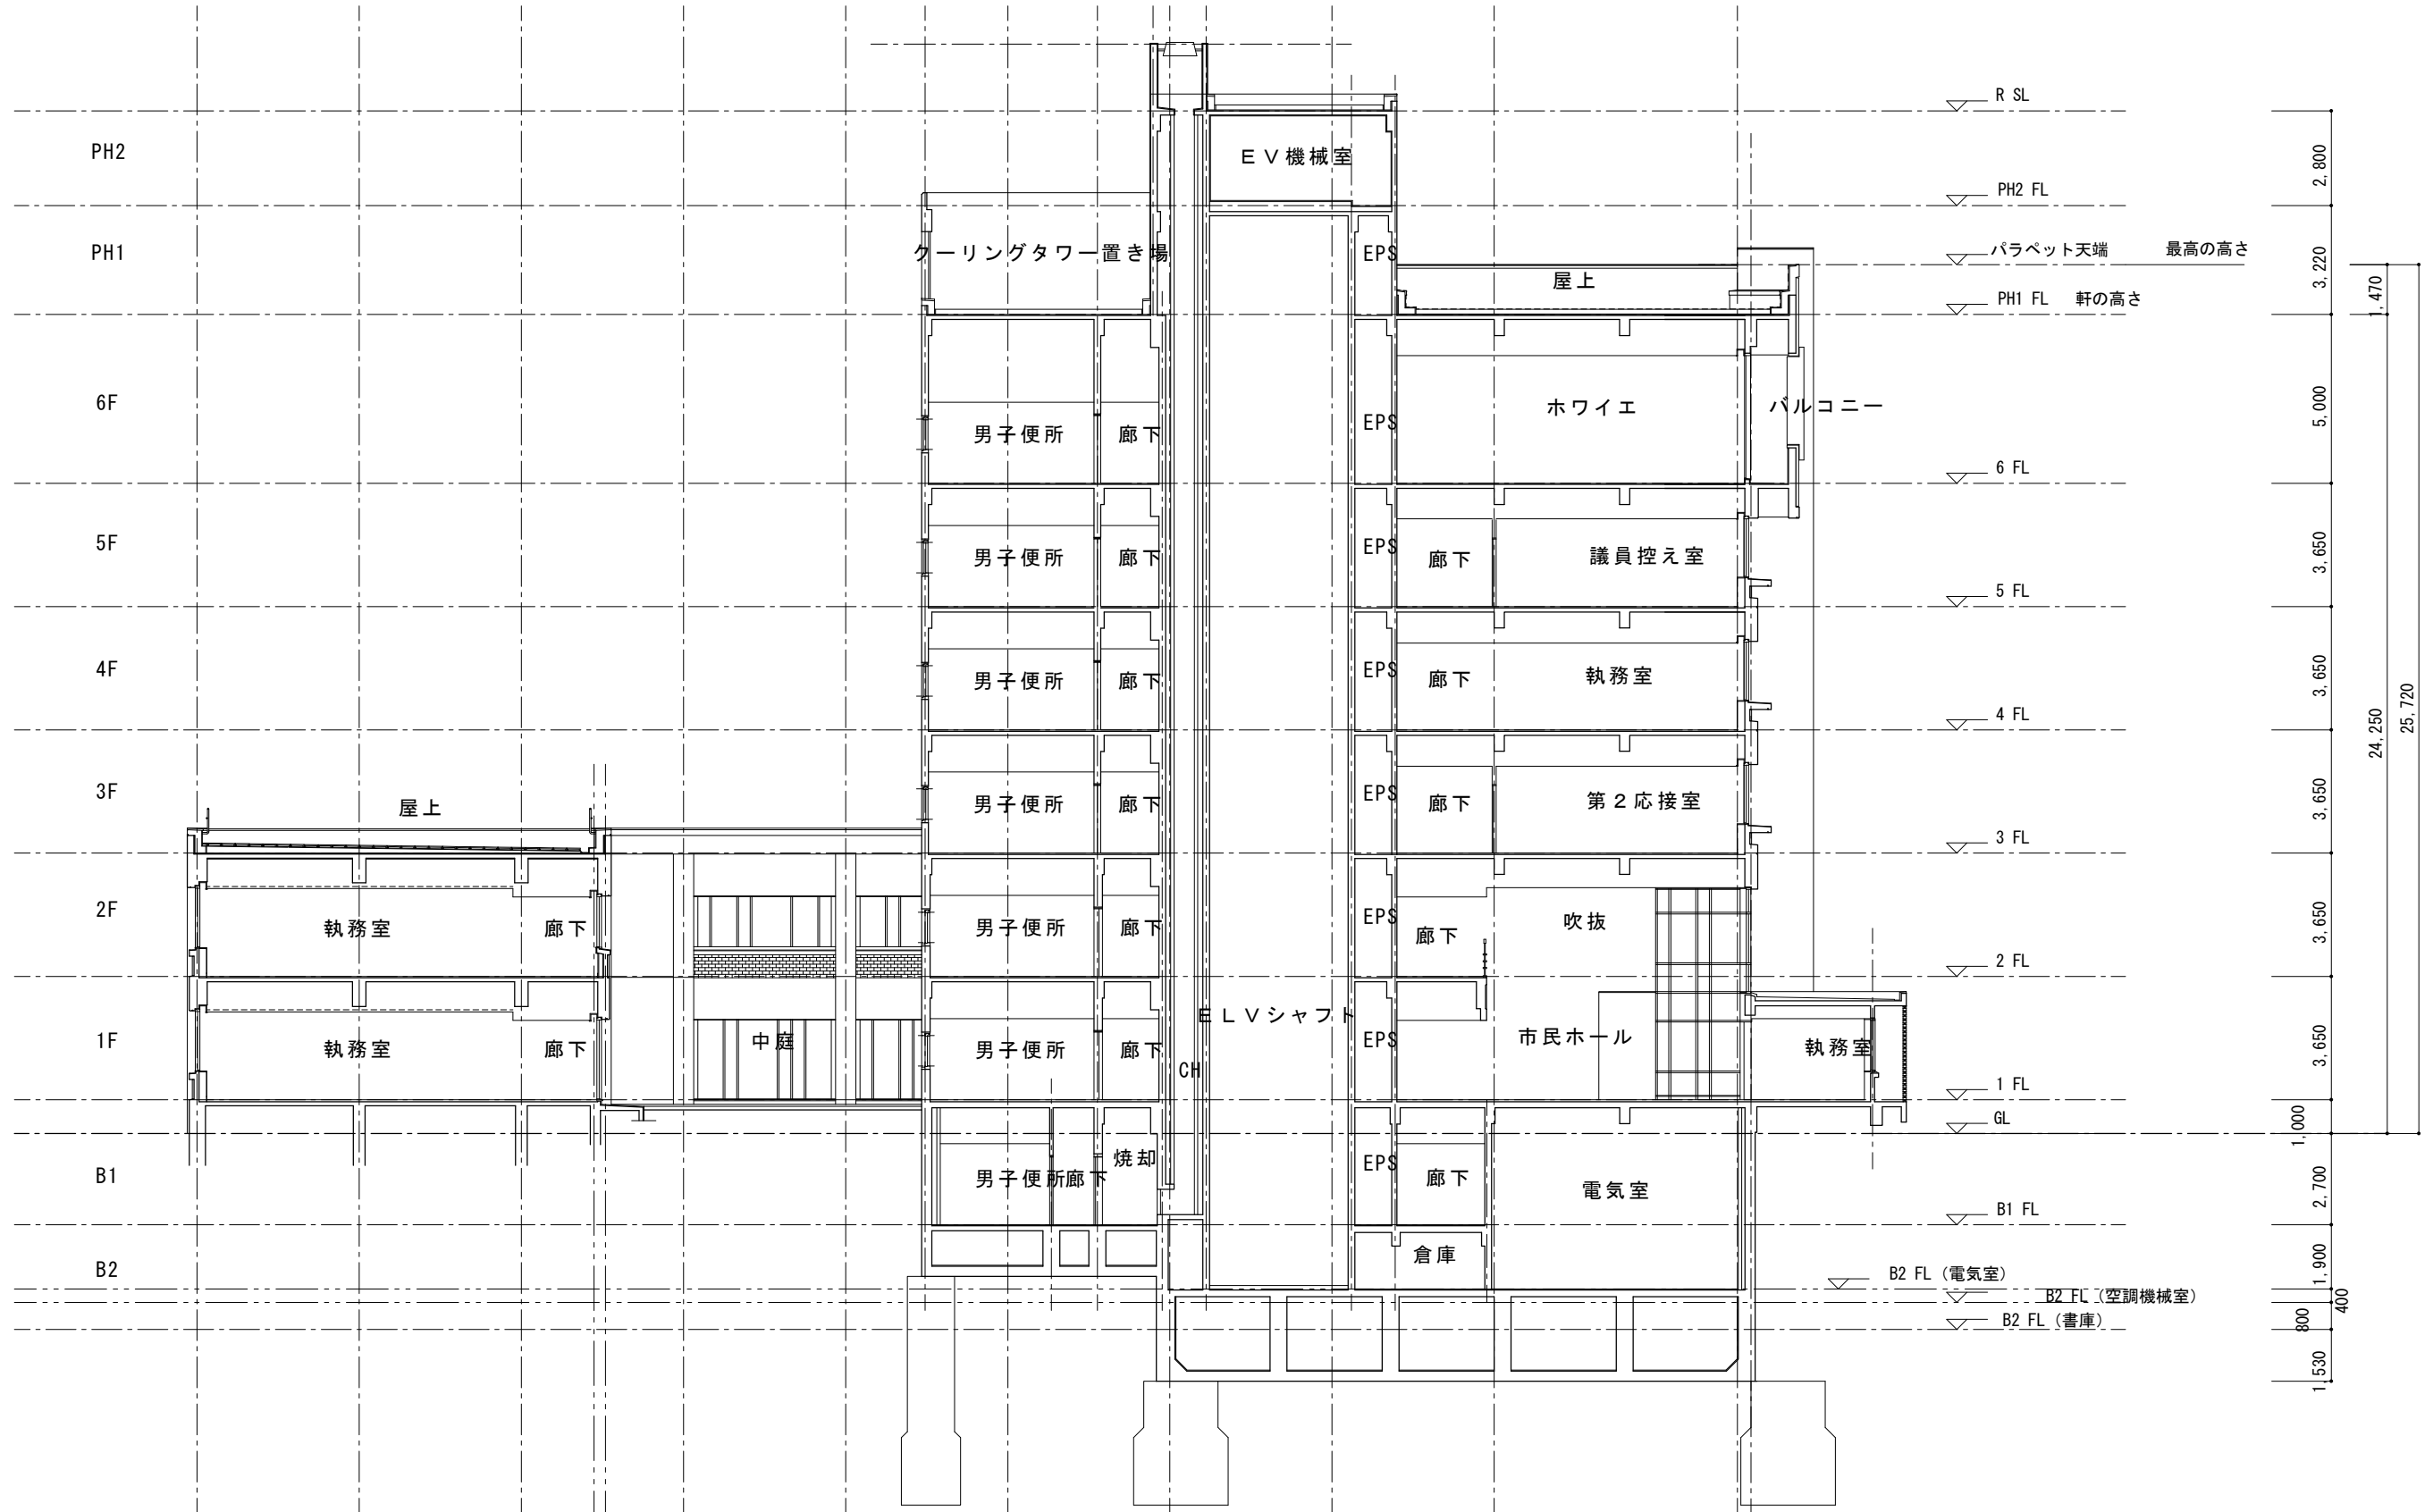 R SL
PH2
EV機械室
2,800
PH2 FL
PH1
クーリングタワー置き場
EPS
屋上
パラペット天端 最高の高さ
3,220
PH1 FL 軒の高さ
1,470
6F
男子便所
廊下
EPS
ホワイエ
バルコニー
5,000
6 FL
5F
男子便所
廊下
EPS
廊下
議員控え室
3,650
5 FL
4F
男子便所
廊下
EPS
廊下
執務室
3,650
4 FL
24,250
25,720
3F
屋上
男子便所
廊下
EPS
廊下
第2応接室
3,650
3 FL
2F
執務室
廊下
男子便所
廊下
EPS
廊下
吹抜
3,650
2 FL
1F
執務室
廊下
中庭
男子便所
廊下
CH
ELVシャフト
EPS
市民ホール
執務室
3,650
1 FL
GL
1,000
B1
男子便所
廊下
焼却
EPS
廊下
電気室
2,700
B1 FL
B2
倉庫
1,900
B2 FL（電気室）
B2 FL（空調機械室）
400
B2 FL（書庫）
800
1,530